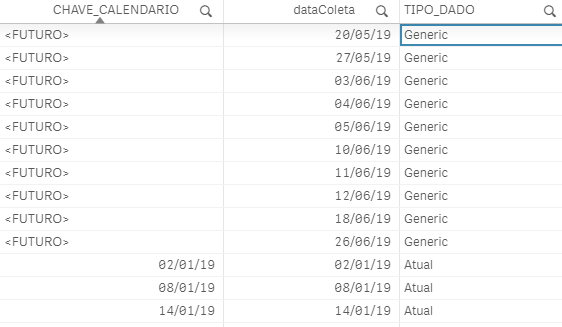 CHAVE_CALENDARIO dataColeta TIPO_DADO
<FUTURO> 20/05/19 Generic
<FUTURO> 27/05/19 Generic
<FUTURO> 03/06/19 Generic
<FUTURO> 04/06/19 Generic
<FUTURO> 05/06/19 Generic
<FUTURO> 10/06/19 Generic
<FUTURO> 11/06/19 Generic
<FUTURO> 12/06/19 Generic
<FUTURO> 18/06/19 Generic
<FUTURO> 26/06/19 Generic
02/01/19 02/01/19 Atual
08/01/19 08/01/19 Atual
14/01/19 14/01/19 Atual